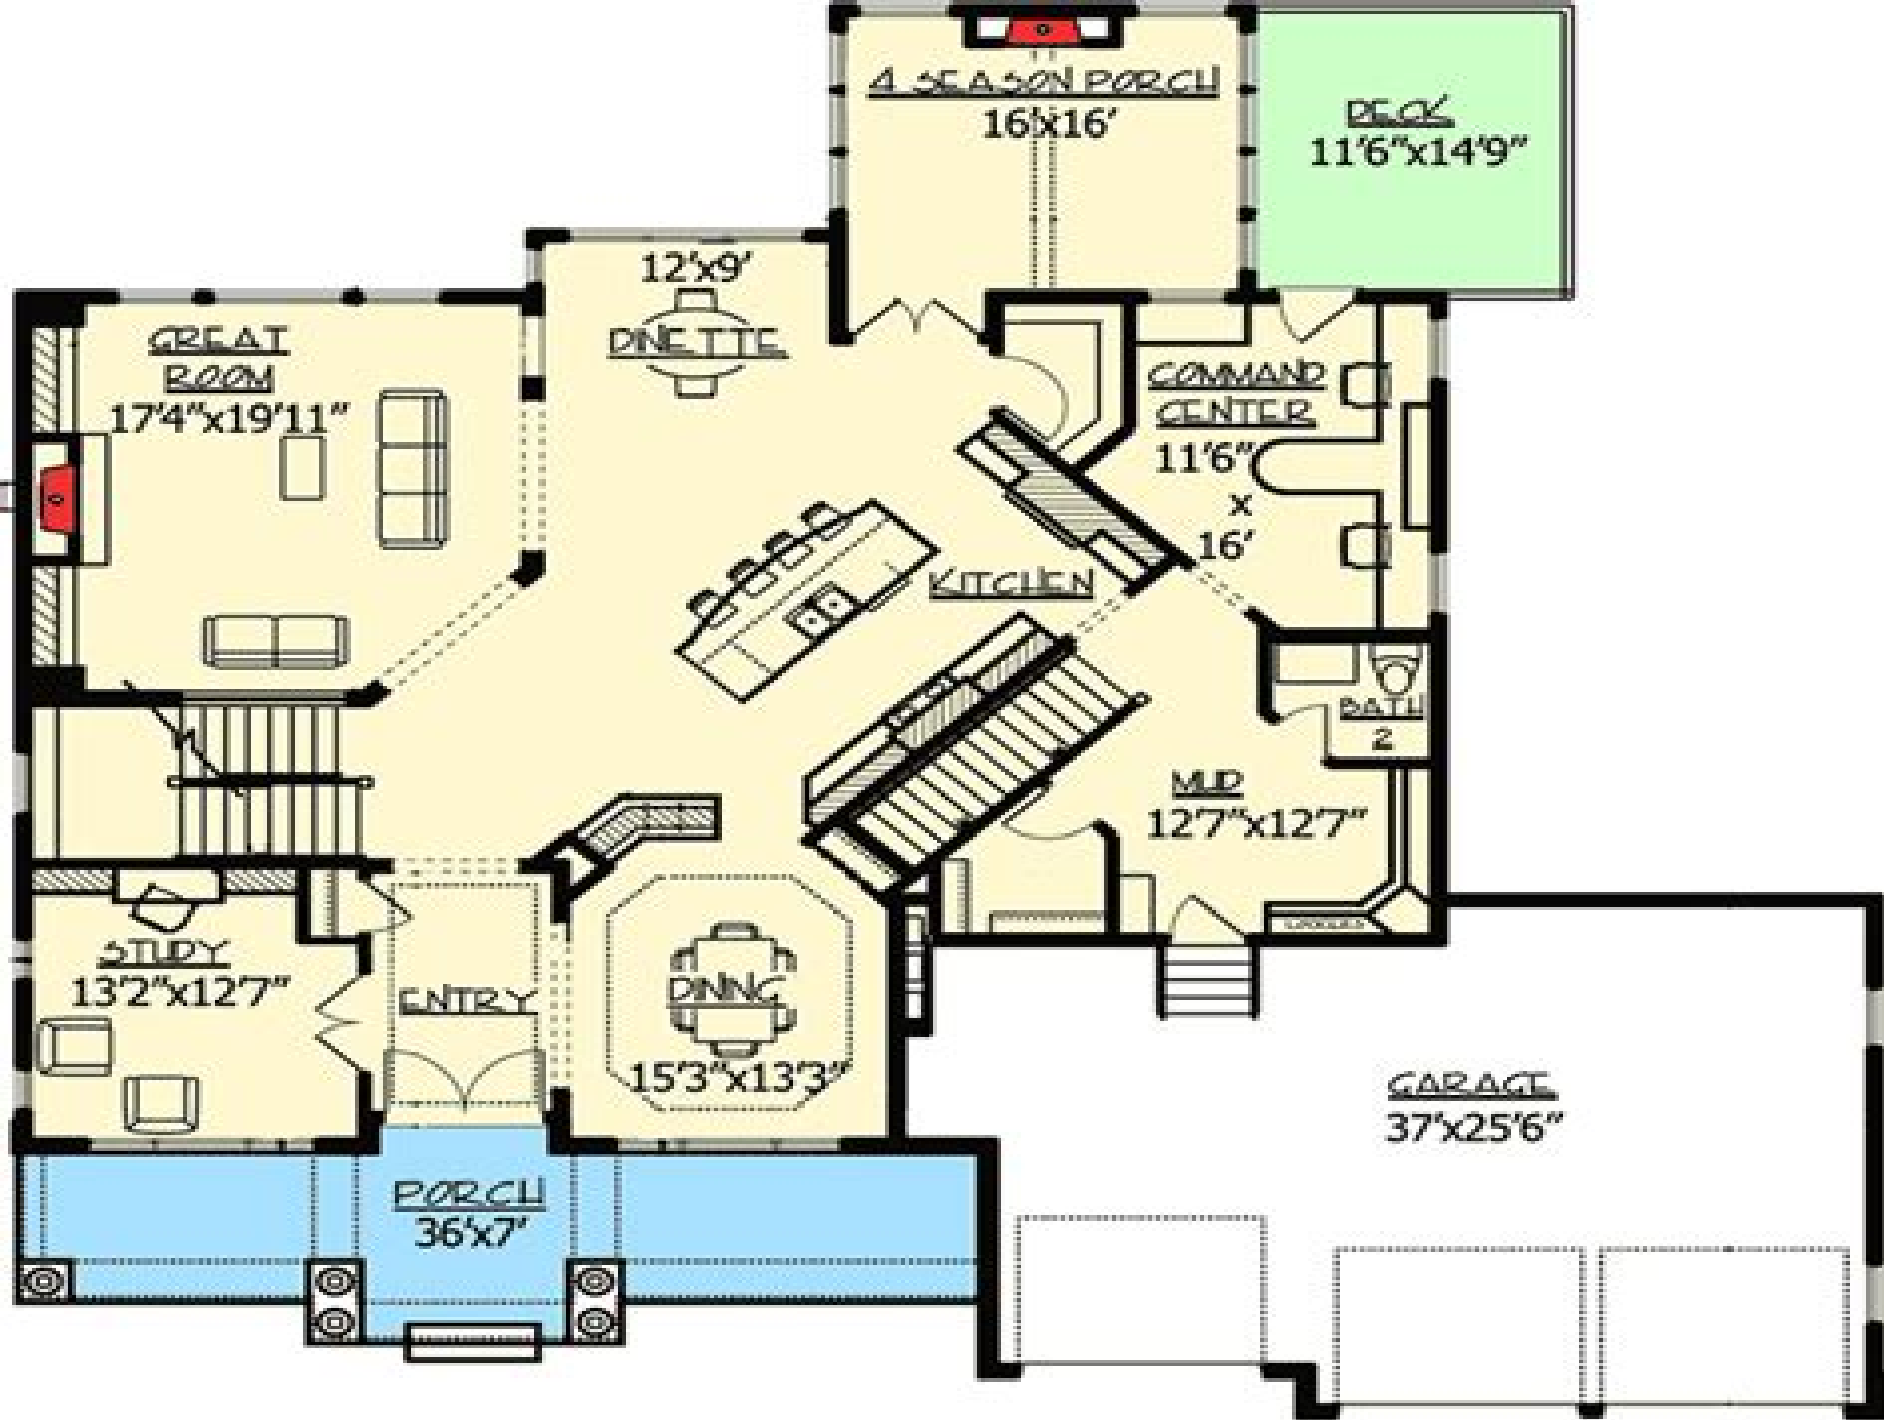 4 SEASON PORCH
16'x16'
DECK
11'6"x14'9"
12'x9'
DINETTE
GREAT
ROOM
17'4"x19'11"
COMMAND
CENTER
11'6"
x
16'
KITCHEN
BATH
2
MUD
12'7"x12'7"
LOCKERS
STUDY
13'2"x12'7"
ENTRY
DINING
15'3"x13'3"
GARAGE
37'x25'6"
PORCH
36'x7'